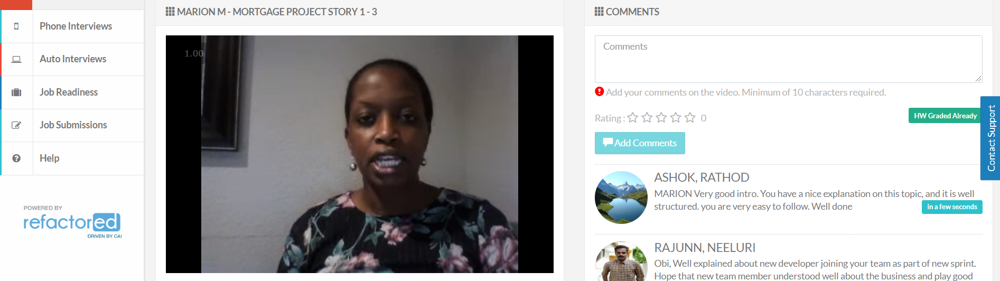 Phone Interviews
Auto Interviews
Job Readiness
Job Submissions
Help
POWERED BY
refactored
DRIVEN BY CAI
MARION M - MORTGAGE PROJECT STORY 1 - 3
1.00
COMMENTS
Comments
Add your comments on the video. Minimum of 10 characters required.
Rating : 0
HW Graded Already
Add Comments
Contact Support
ASHOK, RATHOD
MARION Very good intro. You have a nice explanation on this topic, and it is well
structured. you are very easy to follow. Well done
in a few seconds
RAJUNN, NEELURI
Obi, Well explained about new developer joining your team as part of new sprint.
Hope that new team member understood well about the business and play good